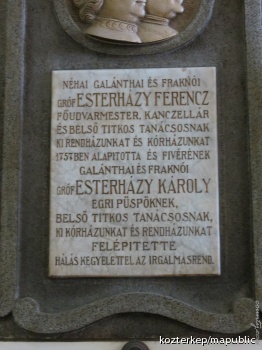 NÉHAI GALÁNTHAI ÉS FRAKNÓI
GRÓF ESTERHÁZY FERENCZ
FŐUDVARMESTER, KANCZELLÁR
ÉS BELSŐ TITKOS TANÁCSOSNAK
KI RENDHÁZUNKAT ÉS KÓRHÁZUNKAT
1757BEN ALAPITOTTA ÉS FIVÉRÉNEK
GALÁNTHAI ÉS FRAKNÓI
GRÓF ESTERHÁZY KÁROLY
EGRI PÜSPÖKNEK,
BELSŐ TITKOS TANÁCSOSNAK,
KI KÓRHÁZUNKAT ÉS RENDHÁZUNKAT
FELÉPITETTE
HÁLÁS KEGYELETTEL AZ IRGALMASREND.
kozterkep/mapublic